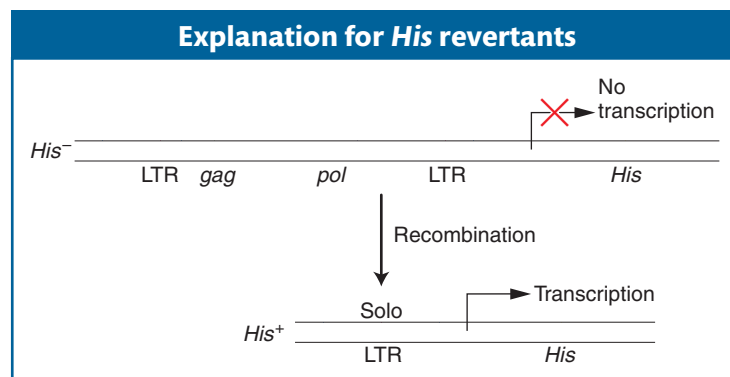 Explanation for His revertants
No
transcription
His–
LTR gag pol LTR His
Recombination
Transcription
Solo
His+
LTR His